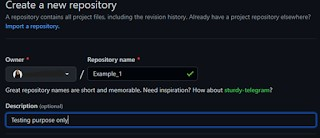 Create a new repository
A repository contains all project files, including the revision history. Already have a project repository elsewhere?
Import a repository.
Owner * Repository name *
/ Example_1
Great repository names are short and memorable. Need inspiration? How about sturdy-telegram?
Description (optional)
Testing purpose only